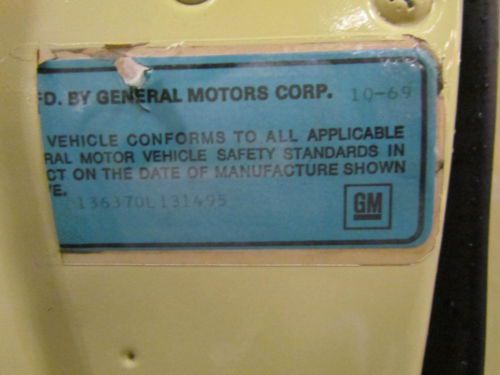 FD. BY GENERAL MOTORS CORP. 10-69
VEHICLE CONFORMS TO ALL APPLICABLE
RAL MOTOR VEHICLE SAFETY STANDARDS IN
CT ON THE DATE OF MANUFACTURE SHOWN
VE.
136370L131495
GM